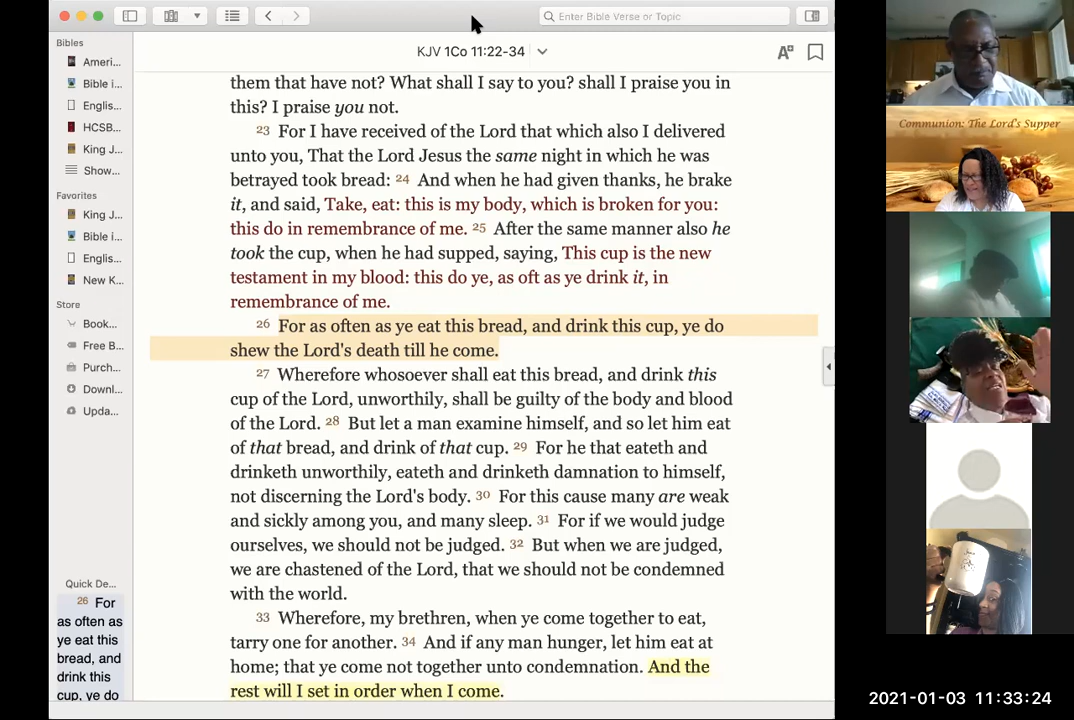 Enter Bible Verse or Topic
KJV 1Co 11:22-34
A
Bibles
Ameri...
Bible i...
Englis...
HCSB...
King J...
Show...
Favorites
King J...
Bible i...
Englis...
New K...
Store
Book...
Free B...
Purch...
Downl...
Upda...
Quick De...
26 For
as often as
ye eat this
bread, and
drink this
cup, ye do
them that have not? What shall I say to you? shall I praise you in
this? I praise you not.
23 For I have received of the Lord that which also I delivered
unto you, That the Lord Jesus the same night in which he was
betrayed took bread: 24 And when he had given thanks, he brake
it, and said, Take, eat: this is my body, which is broken for you:
this do in remembrance of me. 25 After the same manner also he
took the cup, when he had supped, saying, This cup is the new
testament in my blood: this do ye, as oft as ye drink it, in
remembrance of me.
26 For as often as ye eat this bread, and drink this cup, ye do
shew the Lord's death till he come.
27 Wherefore whosoever shall eat this bread, and drink this
cup of the Lord, unworthily, shall be guilty of the body and blood
of the Lord. 28 But let a man examine himself, and so let him eat
of that bread, and drink of that cup. 29 For he that eateth and
drinketh unworthily, eateth and drinketh damnation to himself,
not discerning the Lord's body. 30 For this cause many are weak
and sickly among you, and many sleep. 31 For if we would judge
ourselves, we should not be judged. 32 But when we are judged,
we are chastened of the Lord, that we should not be condemned
with the world.
33 Wherefore, my brethren, when ye come together to eat,
tarry one for another. 34 And if any man hunger, let him eat at
home; that ye come not together unto condemnation. And the
rest will I set in order when I come.
Communion: The Lord's Supper
2021-01-03 11:33:24